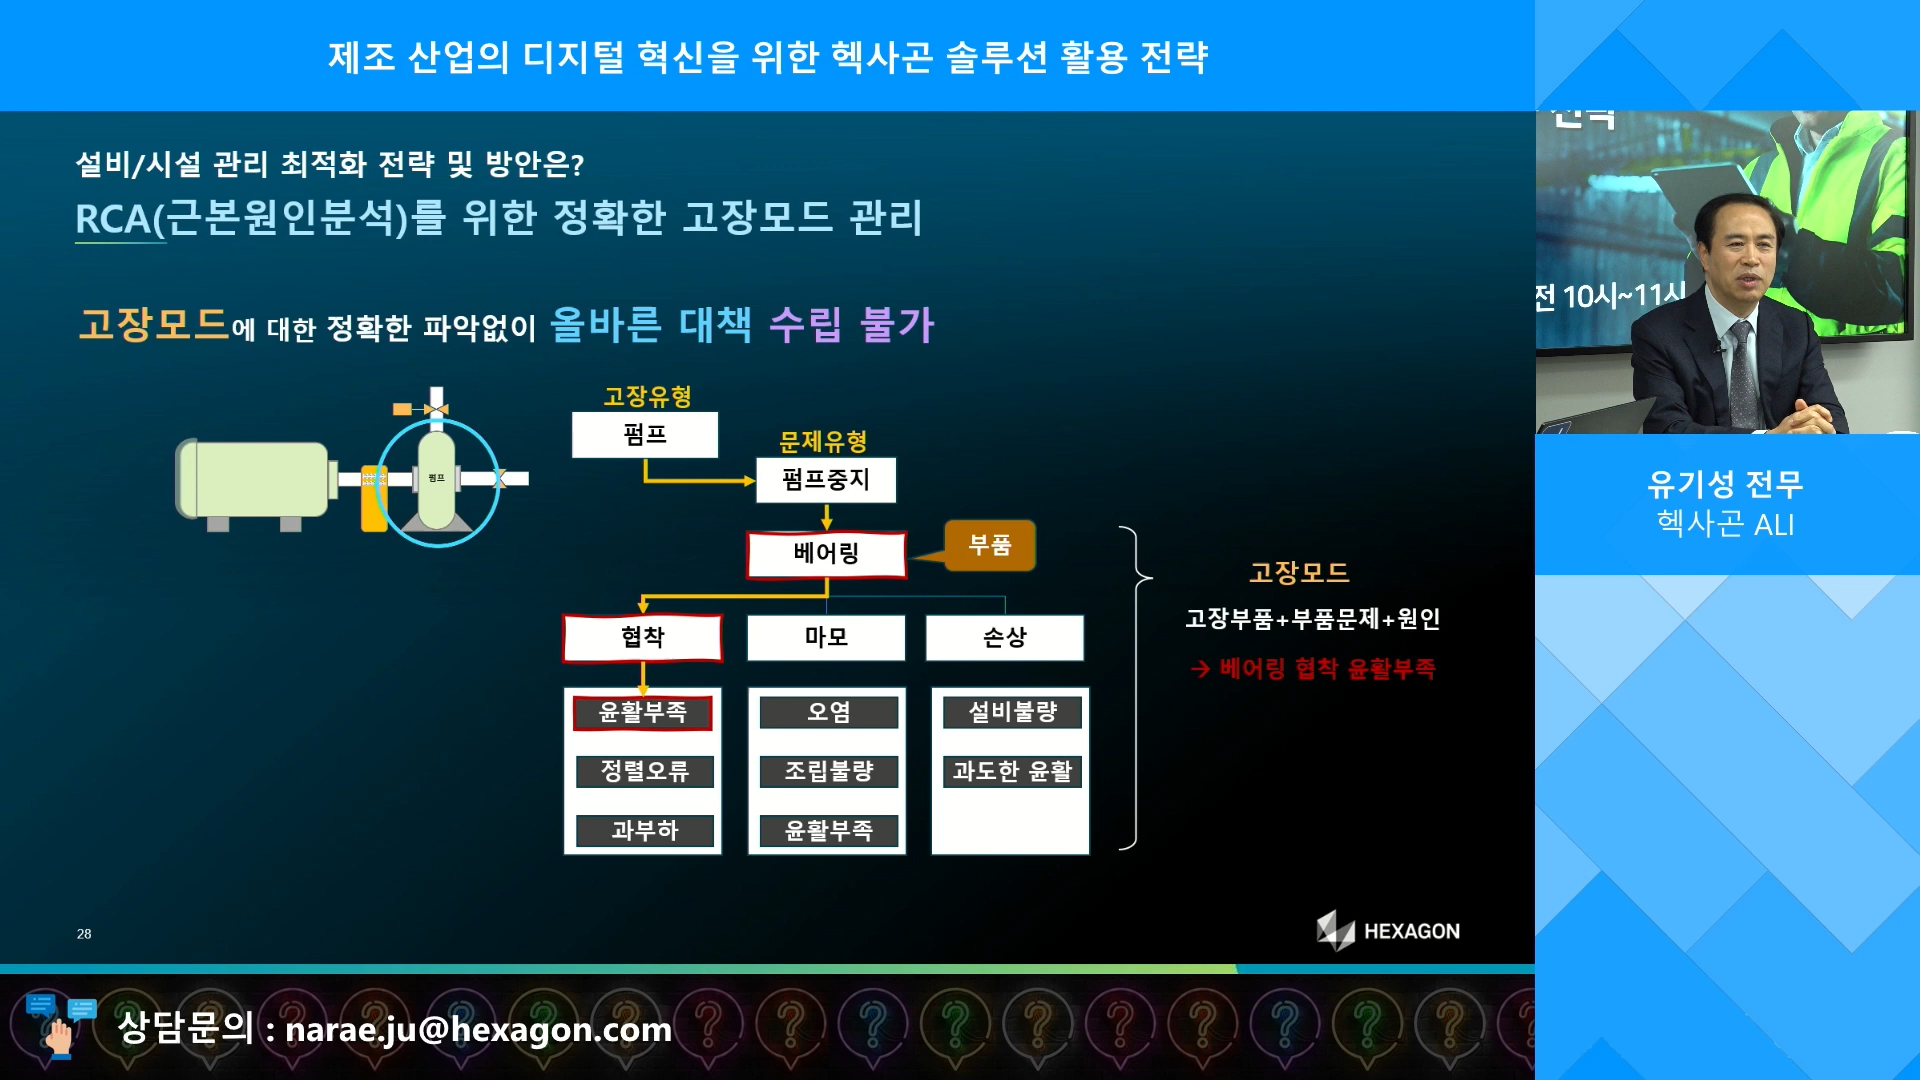 제조 산업의 디지털 혁신을 위한 헥사곤 솔루션 활용 전략
설비/시설 관리 최적화 전략 및 방안은?
RCA(근본원인분석)를 위한 정확한 고장모드 관리
고장모드에 대한 정확한 파악없이 올바른 대책 수립 불가
펌프
고장유형
펌프
문제유형
펌프중지
베어링
부품
협착
마모
손상
윤활부족
오염
설비불량
정렬오류
조립불량
과도한 윤활
과부하
윤활부족
고장모드
고장부품+부품문제+원인
→ 베어링 협착 윤활부족
28
HEXAGON
전략
전 10시~11시
유기성 전무
헥사곤 ALI
상담문의 : narae.ju@hexagon.com